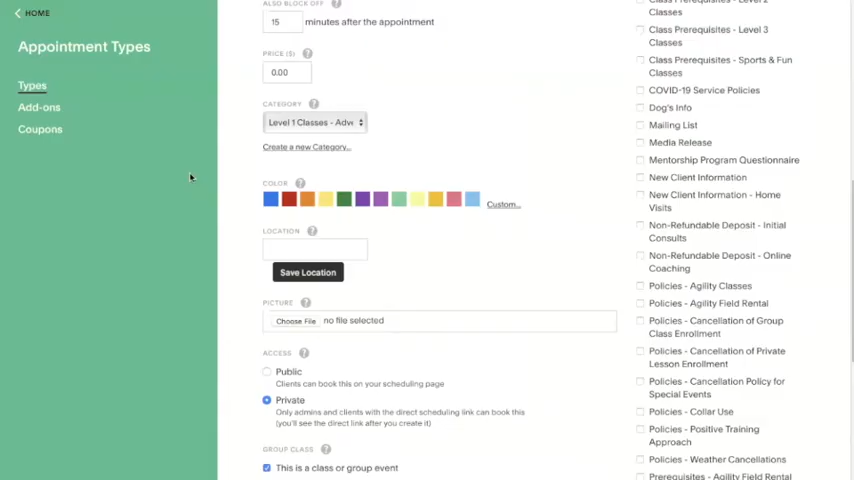 HOME
Appointment Types
Types
Add-ons
Coupons
ALSO BLOCK OFF ?
15 minutes after the appointment
PRICE ($) ?
0.00
CATEGORY ?
Level 1 Classes - Adve
Create a new Category...
COLOR ?
Custom...
LOCATION ?
Save Location
PICTURE ?
Choose File no file selected
ACCESS ?
Public
Clients can book this on your scheduling page
Private
Only admins and clients with the direct scheduling link can book this
(you'll see the direct link after you create it)
GROUP CLASS ?
This is a class or group event
Class Prerequisites - Level 2
Classes
Class Prerequisites - Level 3
Classes
Class Prerequisites - Sports & Fun
Classes
COVID-19 Service Policies
Dog's Info
Mailing List
Media Release
Mentorship Program Questionnaire
New Client Information
New Client Information - Home
Visits
Non-Refundable Deposit - Initial
Consults
Non-Refundable Deposit - Online
Coaching
Policies - Agility Classes
Policies - Agility Field Rental
Policies - Cancellation of Group
Class Enrollment
Policies - Cancellation of Private
Lesson Enrollment
Policies - Cancellation Policy for
Special Events
Policies - Collar Use
Policies - Positive Training
Approach
Policies - Weather Cancellations
Prerequisites - Agility Field Rental